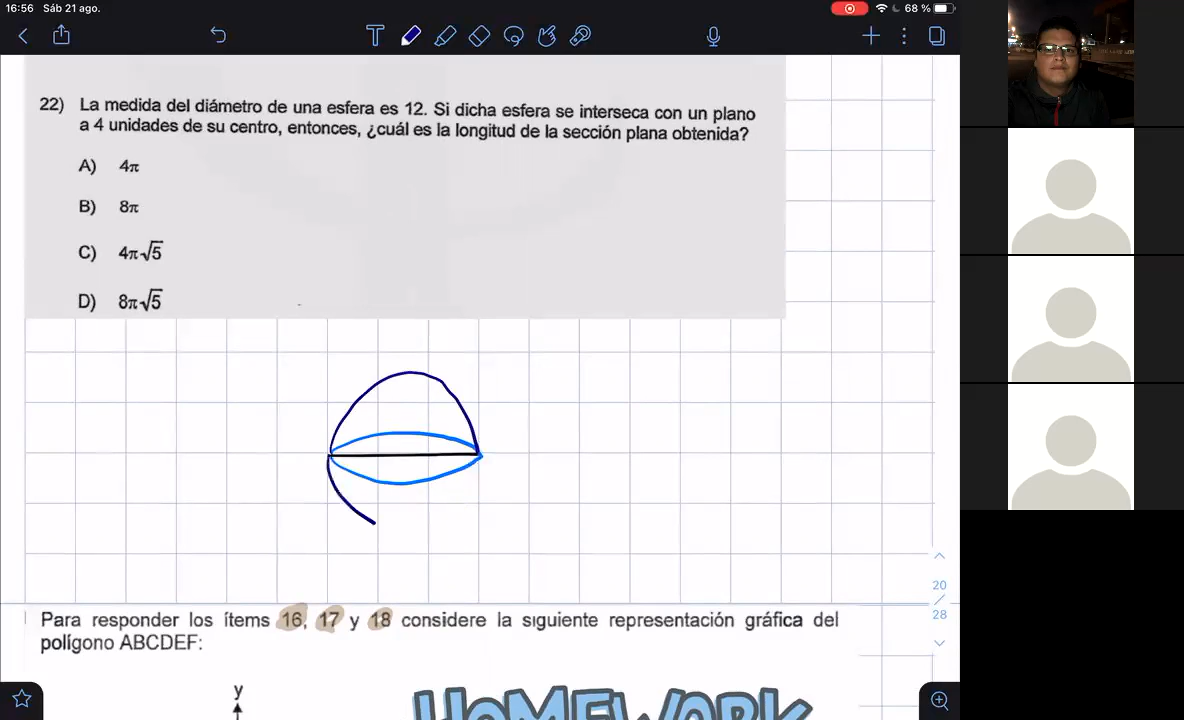 16:56 Sáb 21 ago.
68 %
22) La medida del diámetro de una esfera es 12. Si dicha esfera se interseca con un plano
a 4 unidades de su centro, entonces, ¿cuál es la longitud de la sección plana obtenida?
A) 4π
B) 8π
C) 4π√5
D) 8π√5
20
/
28
Para responder los ítems 16, 17 y 18 considere la siguiente representación gráfica del
polígono ABCDEF:
y
HOMEWORK